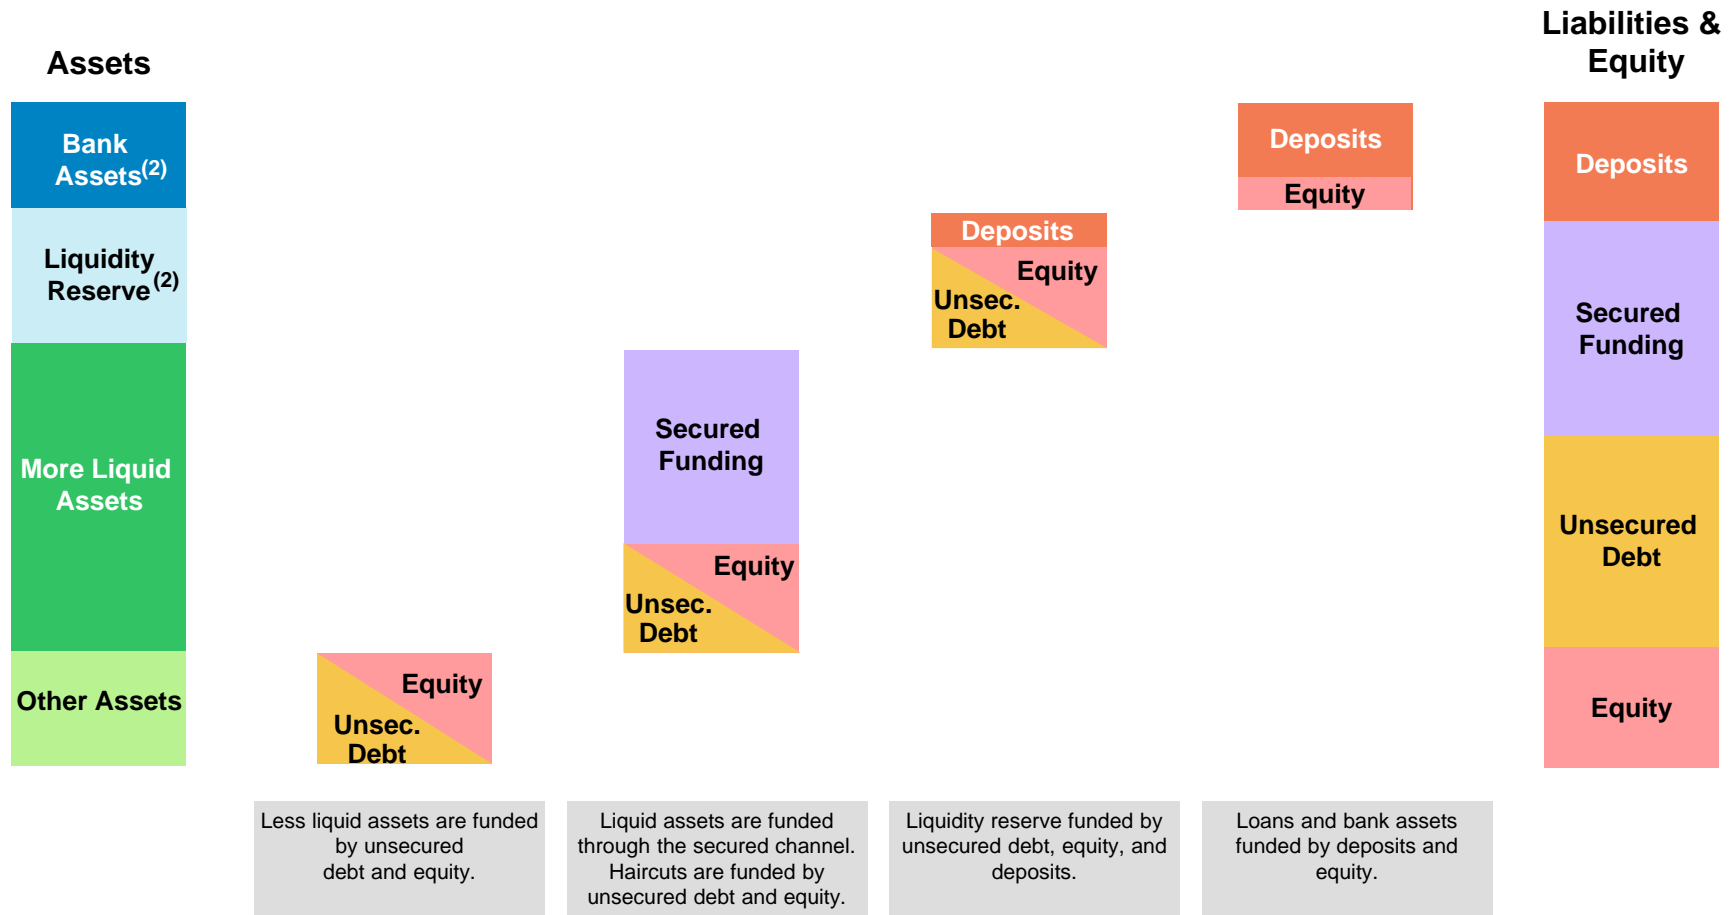 Assets
Liabilities &
Equity
Bank
Assets(2)
Liquidity
Reserve(2)
More Liquid
Assets
Other Assets
Equity
Unsec.
Debt
Secured
Funding
Equity
Unsec.
Debt
Deposits
Equity
Unsec.
Debt
Deposits
Equity
Deposits
Secured
Funding
Unsecured
Debt
Equity
Less liquid assets are funded
by unsecured
debt and equity.
Liquid assets are funded
through the secured channel.
Haircuts are funded by
unsecured debt and equity.
Liquidity reserve funded by
unsecured debt, equity, and
deposits.
Loans and bank assets
funded by deposits and
equity.